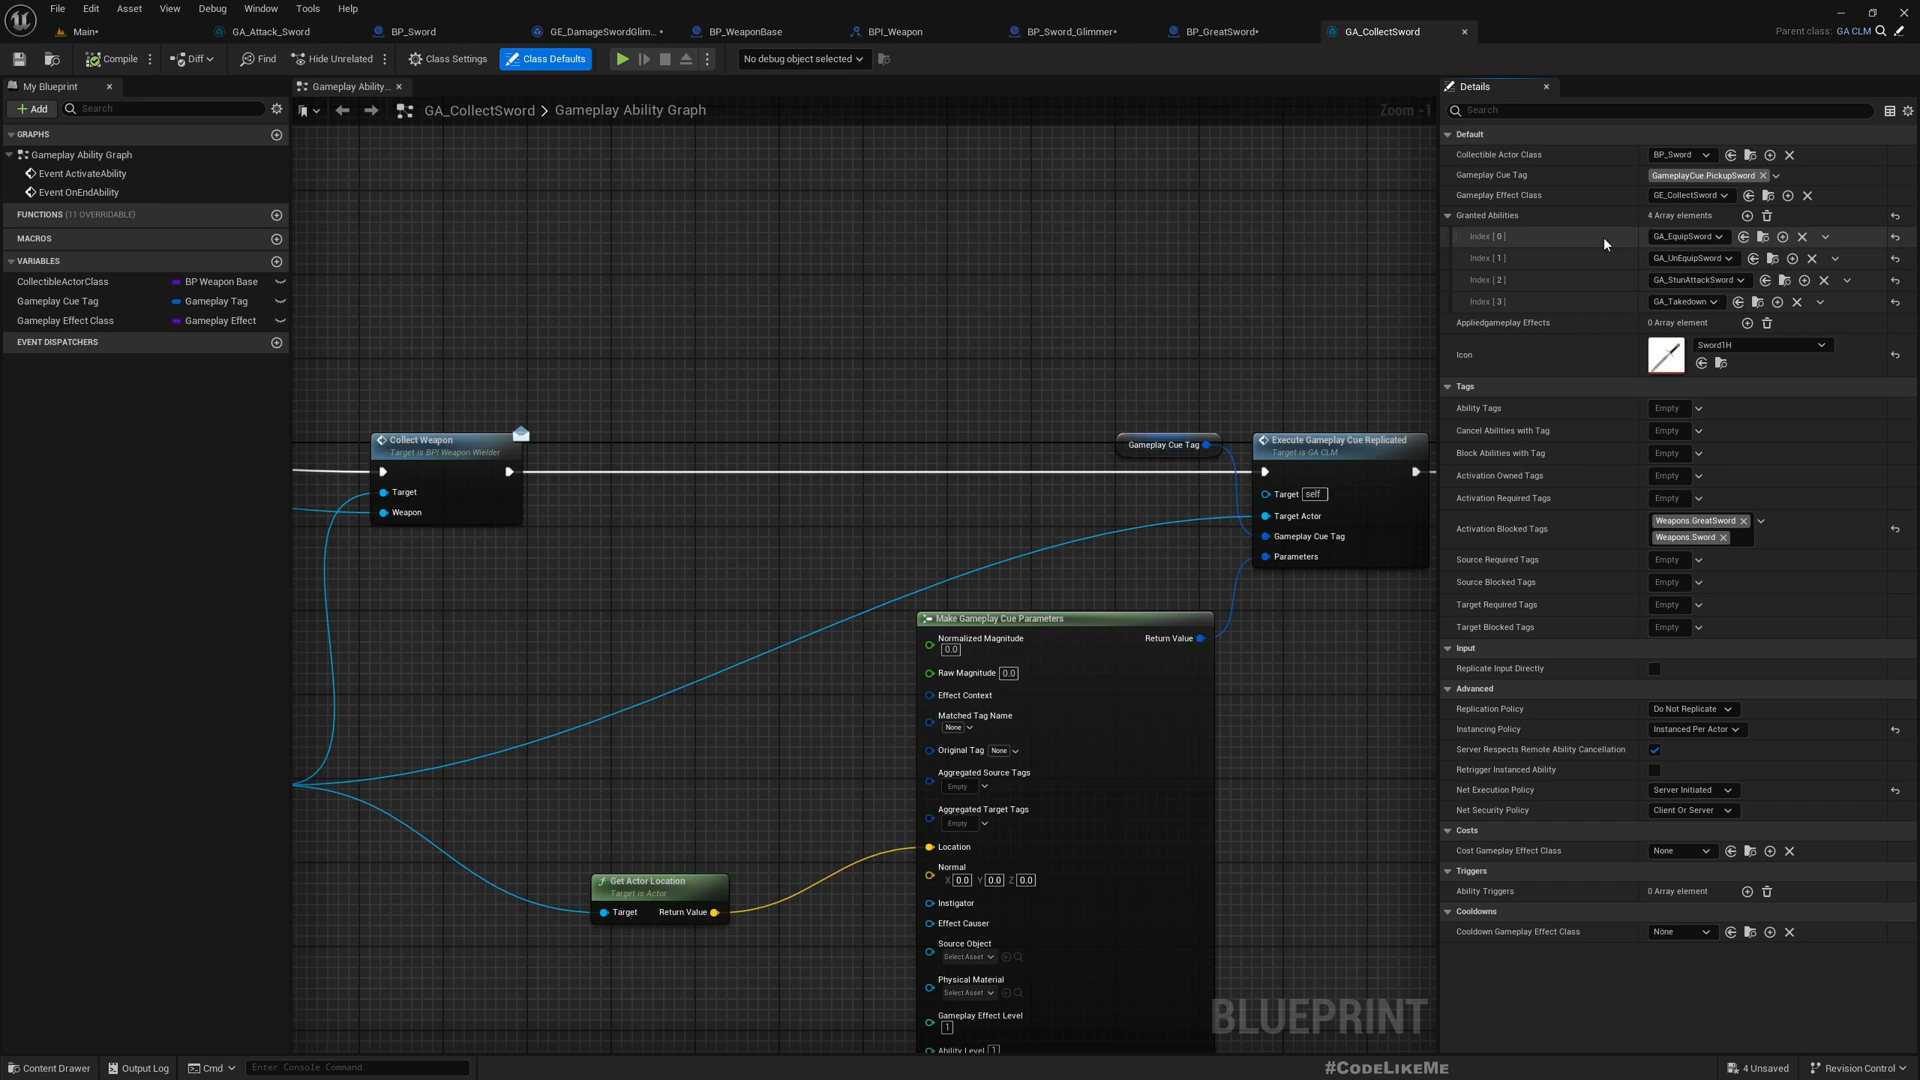 File Edit Asset View Debug Window Tools Help
Main•
GA_Attack_Sword
BP_Sword
GE_DamageSwordGlim... •
BP_WeaponBase
BPI_Weapon
BP_Sword_Glimmer•
BP_GreatSword•
GA_CollectSword
Parent class: GA CLM
Compile
Diff
Find
Hide Unrelated
Class Settings
Class Defaults
No debug object selected
My Blueprint
Add
Search
GRAPHS
Gameplay Ability Graph
Event ActivateAbility
Event OnEndAbility
FUNCTIONS (11 OVERRIDABLE)
MACROS
VARIABLES
CollectibleActorClass BP Weapon Base
Gameplay Cue Tag Gameplay Tag
Gameplay Effect Class Gameplay Effect
EVENT DISPATCHERS
Gameplay Ability...
GA_CollectSword > Gameplay Ability Graph
Zoom -1
Collect Weapon
Target is BPI Weapon Wielder
Target
Weapon
Gameplay Cue Tag
Execute Gameplay Cue Replicated
Target is GA CLM
Target self
Target Actor
Gameplay Cue Tag
Parameters
Make Gameplay Cue Parameters
Normalized Magnitude Return Value
0.0
Raw Magnitude 0.0
Effect Context
Matched Tag Name
None
Original Tag None
Aggregated Source Tags
Empty
Aggregated Target Tags
Empty
Location
Normal
X 0.0 Y 0.0 Z 0.0
Instigator
Effect Causer
Source Object
Select Asset
Physical Material
Select Asset
Gameplay Effect Level
1
Ability Level 1
Get Actor Location
Target is Actor
Target Return Value
BLUEPRINT
Details
Search
Default
Collectible Actor Class BP_Sword
Gameplay Cue Tag GameplayCue.PickupSword
Gameplay Effect Class GE_CollectSword
Granted Abilities 4 Array elements
Index [ 0 ] GA_EquipSword
Index [ 1 ] GA_UnEquipSword
Index [ 2 ] GA_StunAttackSword
Index [ 3 ] GA_Takedown
Appliedgameplay Effects 0 Array element
Icon Sword1H
Tags
Ability Tags Empty
Cancel Abilities with Tag Empty
Block Abilities with Tag Empty
Activation Owned Tags Empty
Activation Required Tags Empty
Activation Blocked Tags Weapons.GreatSword
Weapons.Sword
Source Required Tags Empty
Source Blocked Tags Empty
Target Required Tags Empty
Target Blocked Tags Empty
Input
Replicate Input Directly
Advanced
Replication Policy Do Not Replicate
Instancing Policy Instanced Per Actor
Server Respects Remote Ability Cancellation
Retrigger Instanced Ability
Net Execution Policy Server Initiated
Net Security Policy Client Or Server
Costs
Cost Gameplay Effect Class None
Triggers
Ability Triggers 0 Array element
Cooldowns
Cooldown Gameplay Effect Class None
Content Drawer
Output Log
Cmd
Enter Console Command
#CODELIKEME
4 Unsaved
Revision Control